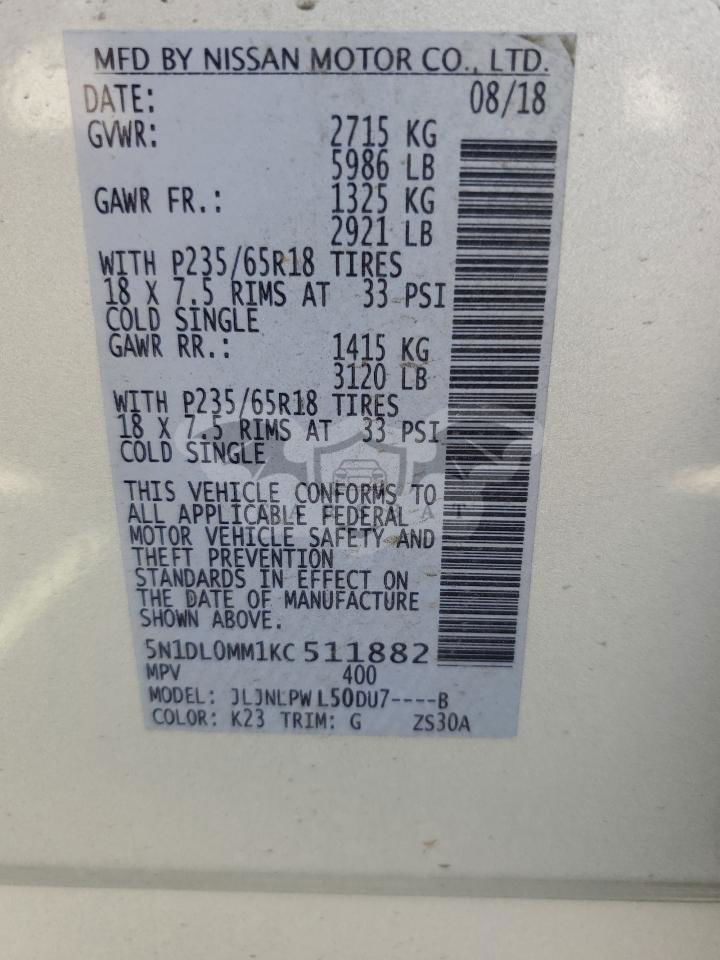 MFD BY NISSAN MOTOR CO., LTD.
DATE: 08/18
GVWR: 2715 KG
5986 LB
GAWR FR.: 1325 KG
2921 LB
WITH P235/65R18 TIRES
18 X 7.5 RIMS AT 33 PSI
COLD SINGLE
GAWR RR.: 1415 KG
3120 LB
WITH P235/65R18 TIRES
18 X 7.5 RIMS AT 33 PSI
COLD SINGLE
THIS VEHICLE CONFORMS TO
ALL APPLICABLE FEDERAL
MOTOR VEHICLE SAFETY AND
THEFT PREVENTION
STANDARDS IN EFFECT ON
THE DATE OF MANUFACTURE
SHOWN ABOVE.
5N1DL0MM1KC 511882
MPV 400
MODEL: JLJNLPW L50DU7----B
COLOR: K23 TRIM: G ZS30A